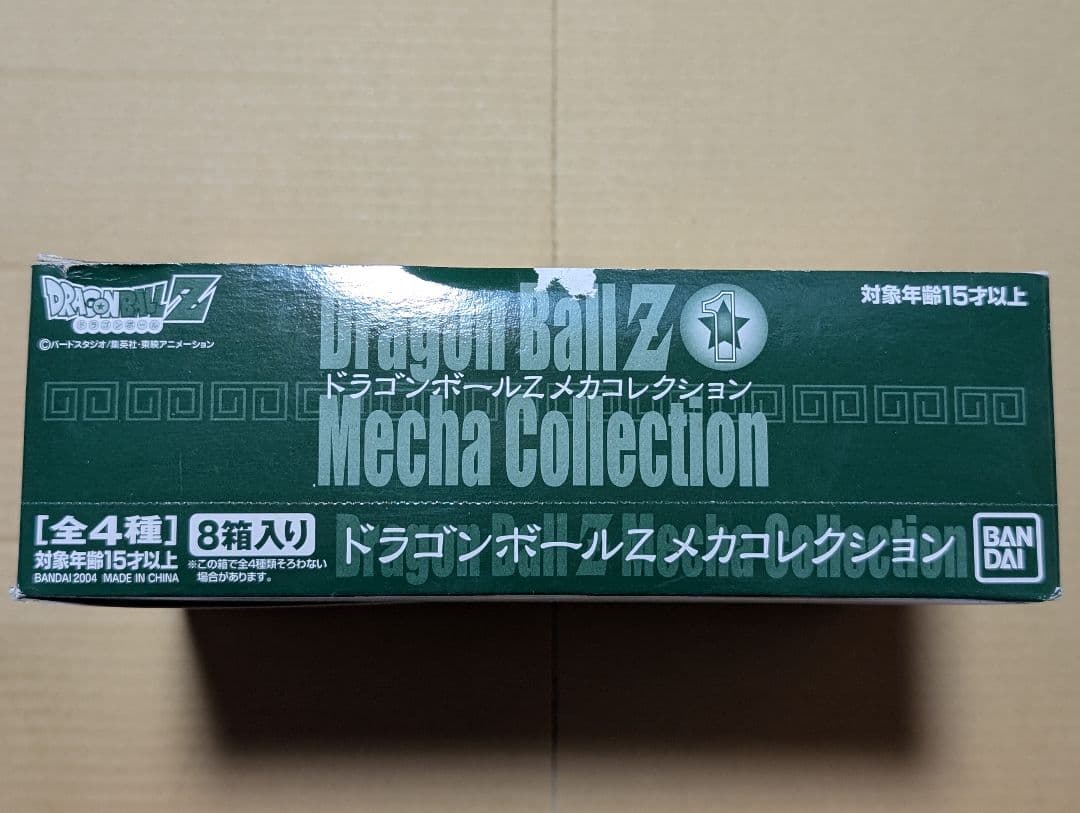 DRAGONBALL Z
ドラゴンボール
©バードスタジオ/集英社・東映アニメーション
Dragon Ball Z 1
ドラゴンボールZ メカコレクション
Mecha Collection
対象年齢15才以上
[全4種]
対象年齢15才以上
BANDAI 2004 MADE IN CHINA
8箱入り
※この箱で全4種類そろわない
場合があります。
Dragon Ball Z Mecha Collection
ドラゴンボールZ メカコレクション
BAN
DAI